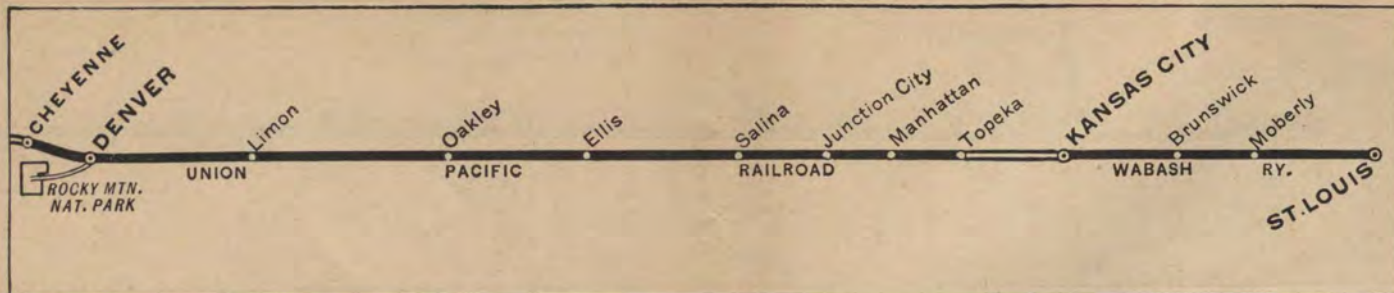 CHEYENNE
DENVER
Limon
Oakley
Ellis
Salina
Junction City
Manhattan
Topeka
KANSAS CITY
Brunswick
Moberly
ST. LOUIS
UNION PACIFIC RAILROAD
WABASH RY.
ROCKY MTN.
NAT. PARK